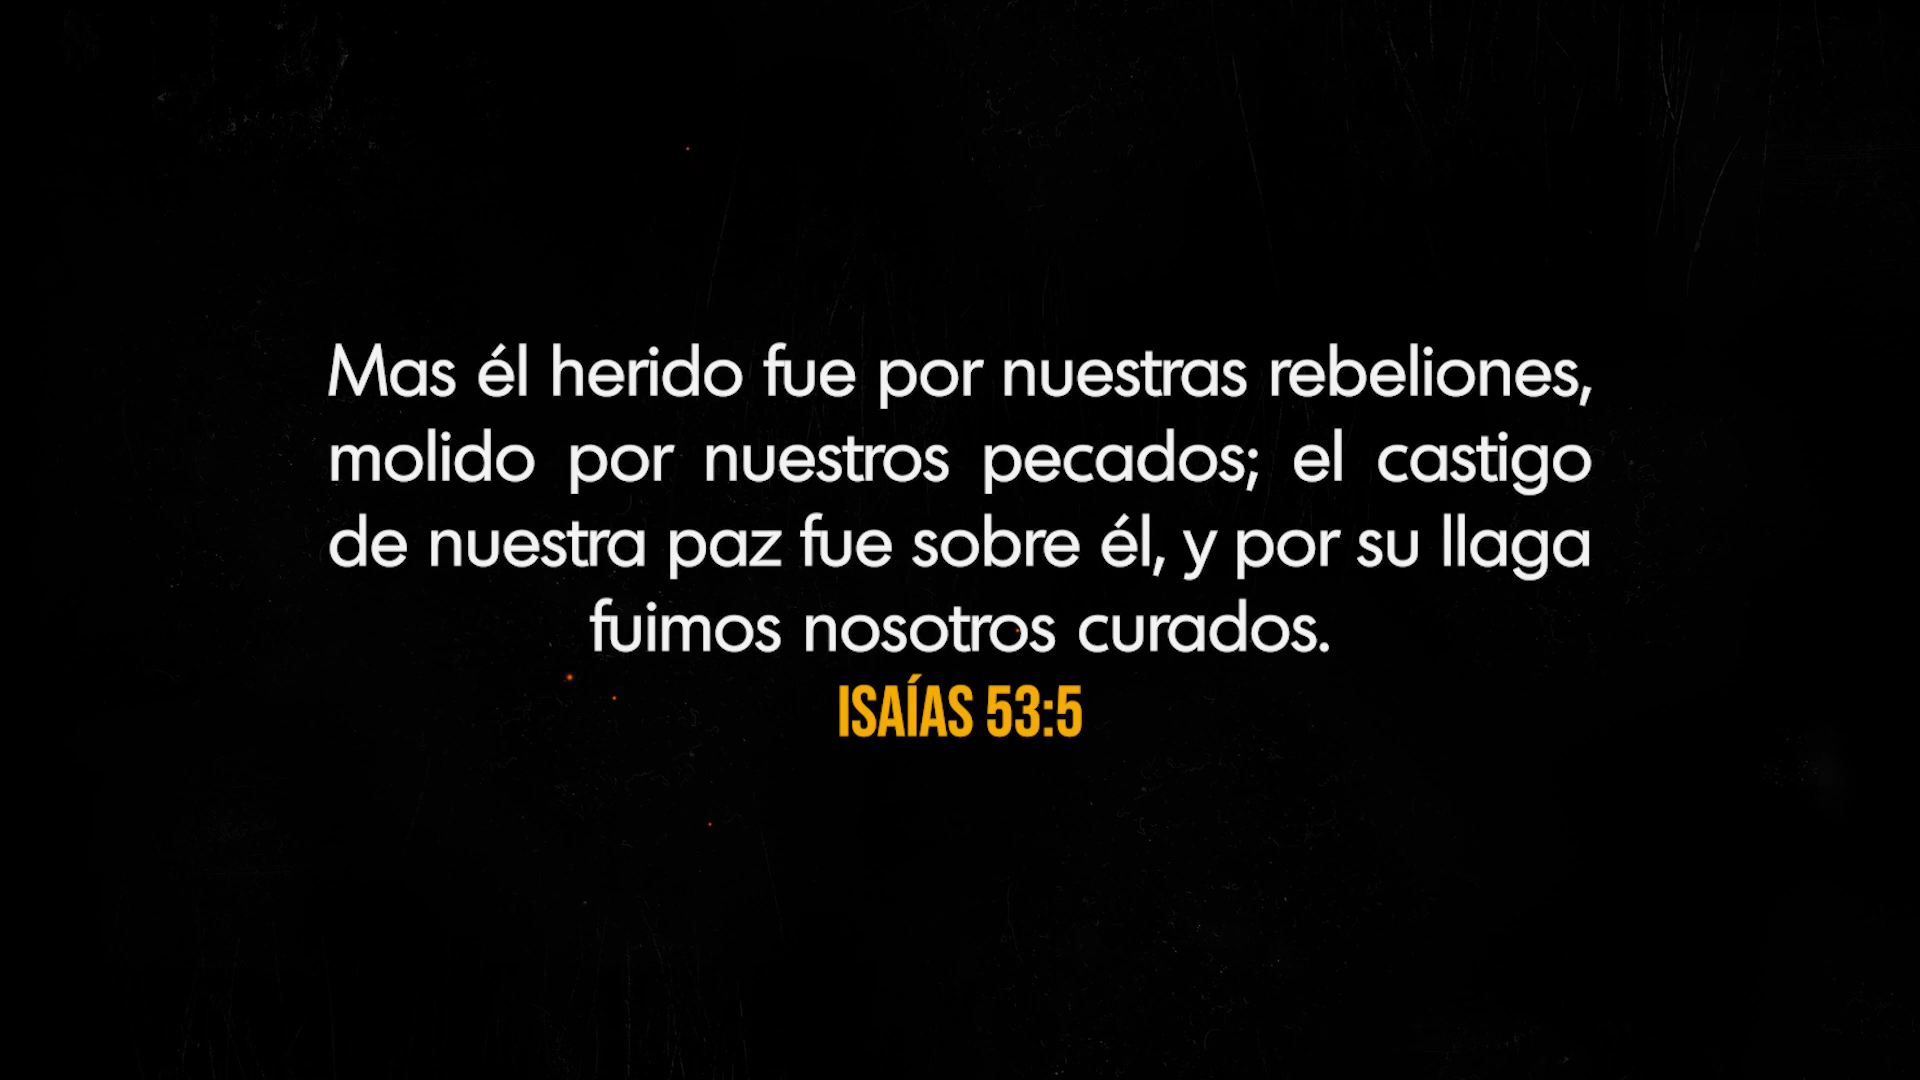 Mas él herido fue por nuestras rebeliones,
molido por nuestros pecados; el castigo
de nuestra paz fue sobre él, y por su llaga
fuimos nosotros curados.
ISAÍAS 53:5